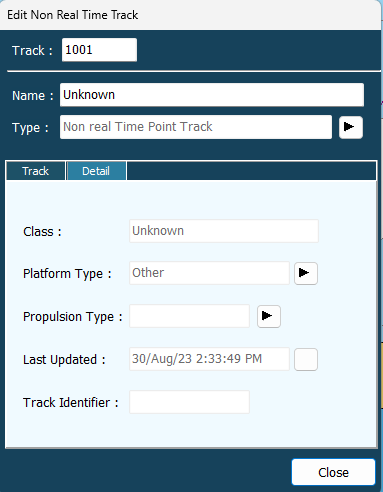 Edit Non Real Time Track
Track : 1001
Name : Unknown
Type : Non real Time Point Track
Track Detail
Class : Unknown
Platform Type : Other
Propulsion Type :
Last Updated : 30/Aug/23 2:33:49 PM
Track Identifier :
Close